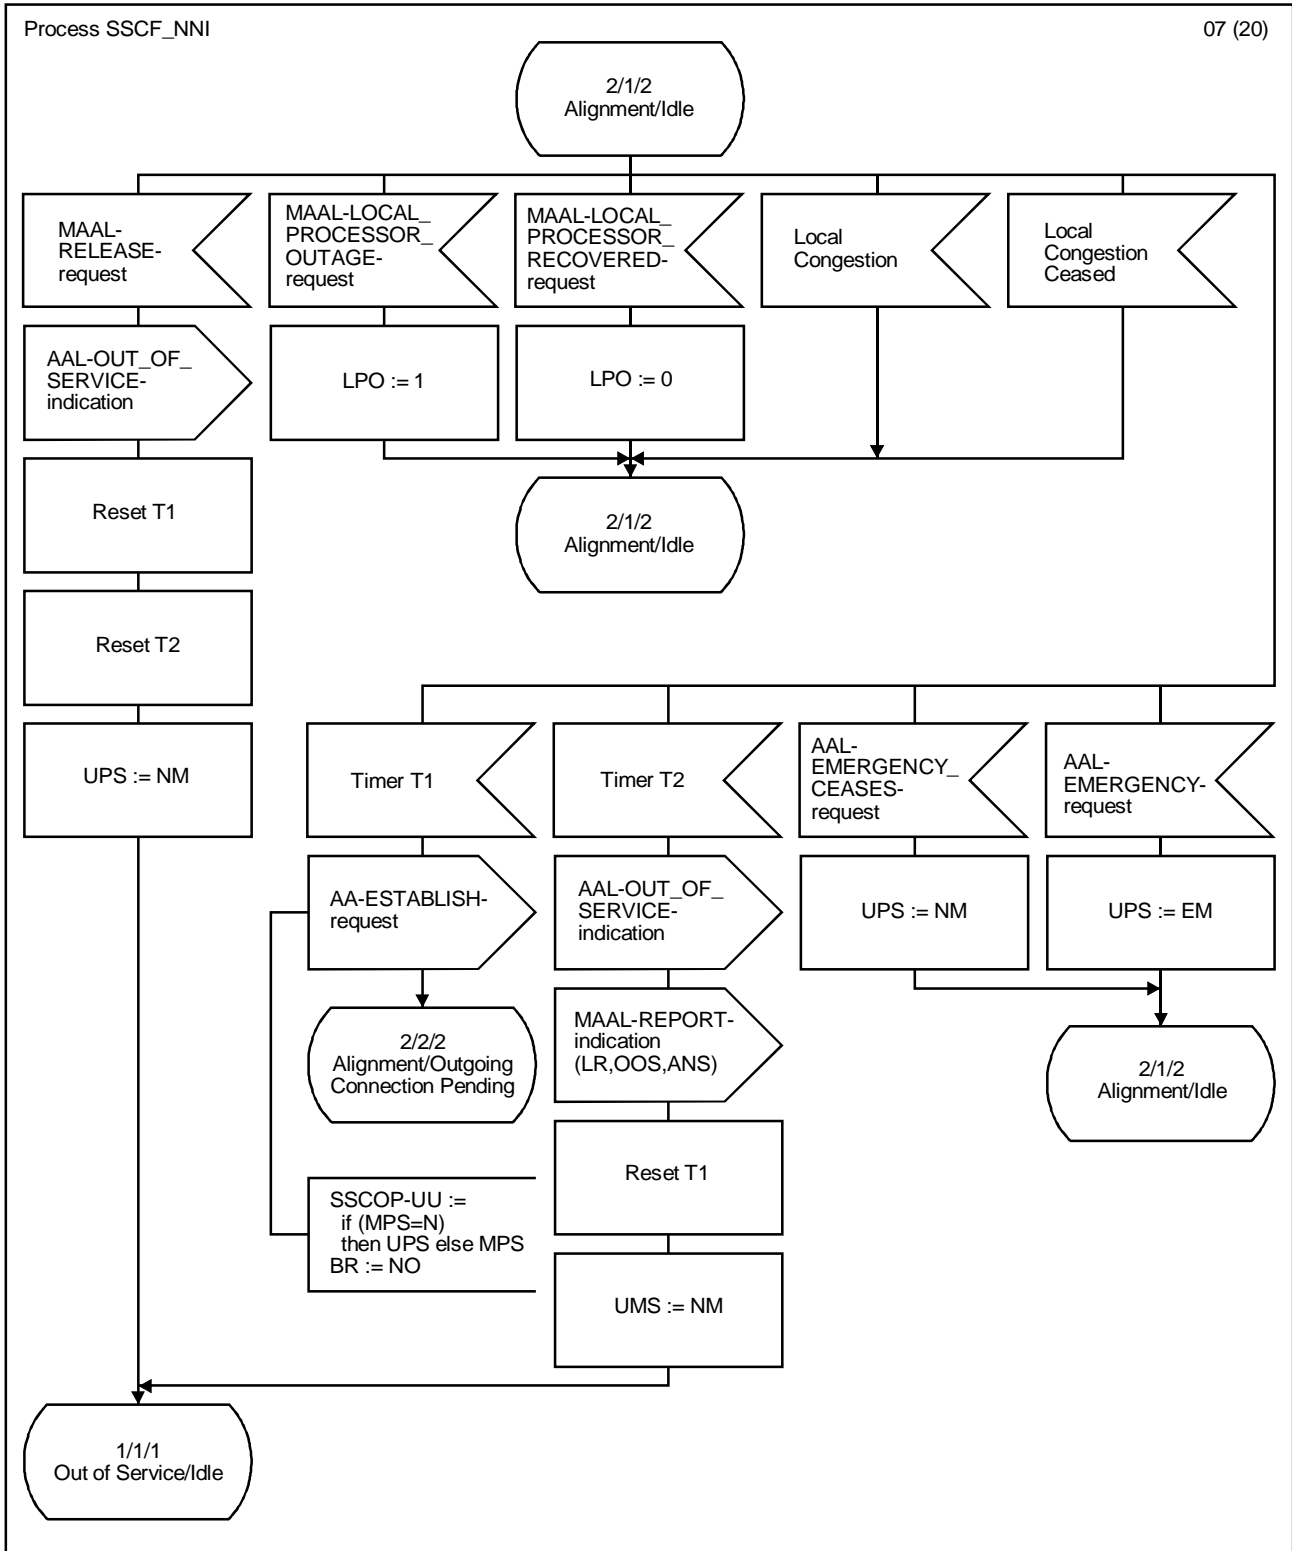 Process SSCF_NNI
07 (20)
2/1/2
Alignment/Idle
MAAL-
RELEASE-
request
MAAL-LOCAL_
PROCESSOR_
OUTAGE-
request
MAAL-LOCAL_
PROCESSOR_
RECOVERED-
request
Local
Congestion
Local
Congestion
Ceased
AAL-OUT_OF_
SERVICE-
indication
LPO := 1
LPO := 0
Reset T1
2/1/2
Alignment/Idle
Reset T2
UPS := NM
Timer T1
Timer T2
AAL-
EMERGENCY_
CEASES-
request
AAL-
EMERGENCY-
request
AA-ESTABLISH-
request
AAL-OUT_OF_
SERVICE-
indication
UPS := NM
UPS := EM
2/2/2
Alignment/Outgoing
Connection Pending
MAAL-REPORT-
indication
(LR,OOS,ANS)
2/1/2
Alignment/Idle
Reset T1
SSCOP-UU :=
if (MPS=N)
then UPS else MPS
BR := NO
UMS := NM
1/1/1
Out of Service/Idle